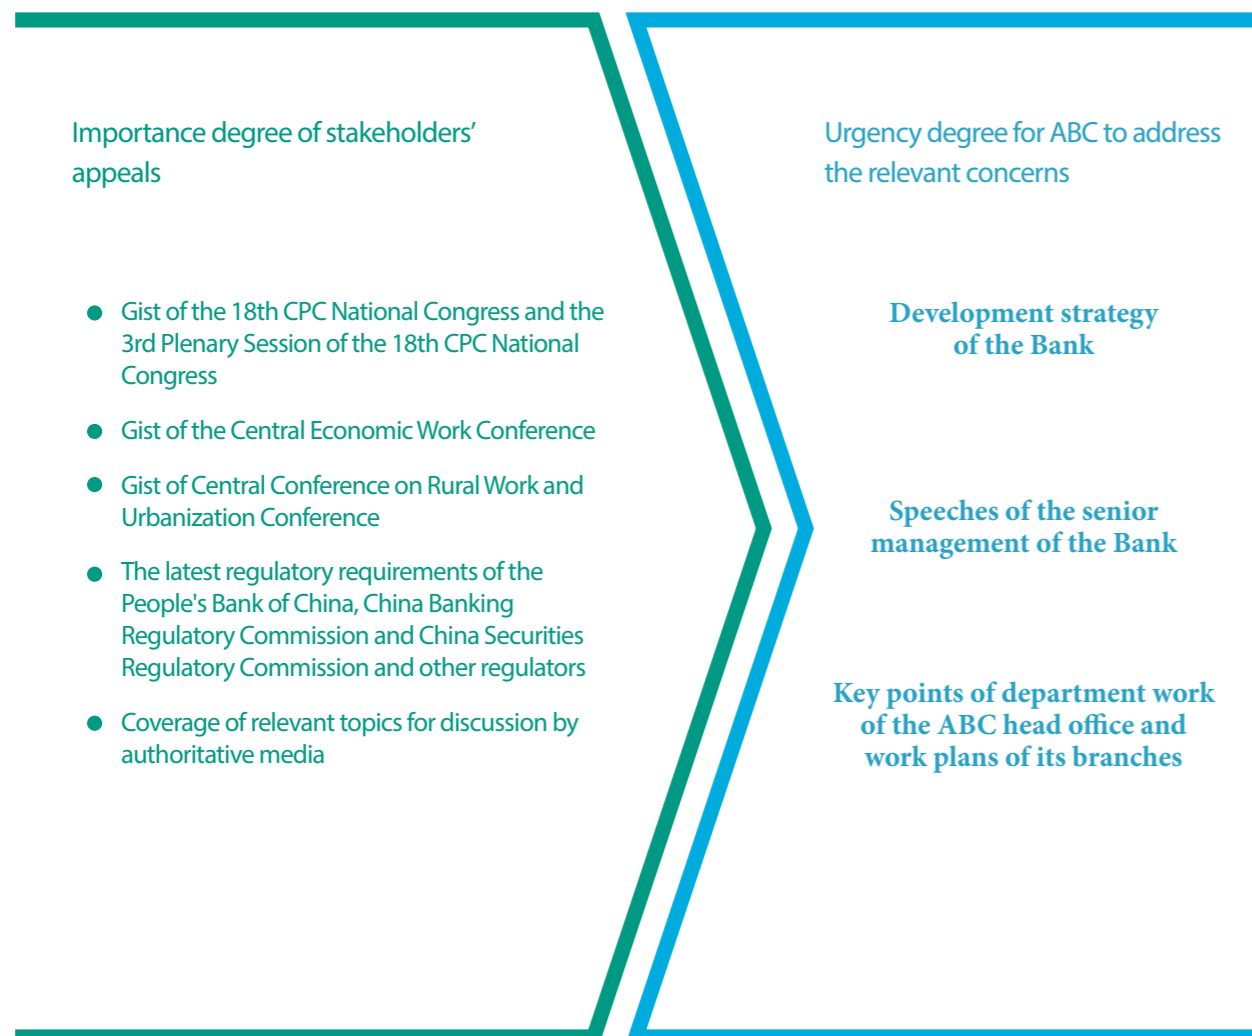 Importance degree of stakeholders’
appeals
● Gist of the 18th CPC National Congress and the
3rd Plenary Session of the 18th CPC National
Congress
● Gist of the Central Economic Work Conference
● Gist of Central Conference on Rural Work and
Urbanization Conference
● The latest regulatory requirements of the
People's Bank of China, China Banking
Regulatory Commission and China Securities
Regulatory Commission and other regulators
● Coverage of relevant topics for discussion by
authoritative media
Urgency degree for ABC to address
the relevant concerns
Development strategy
of the Bank
Speeches of the senior
management of the Bank
Key points of department work
of the ABC head office and
work plans of its branches